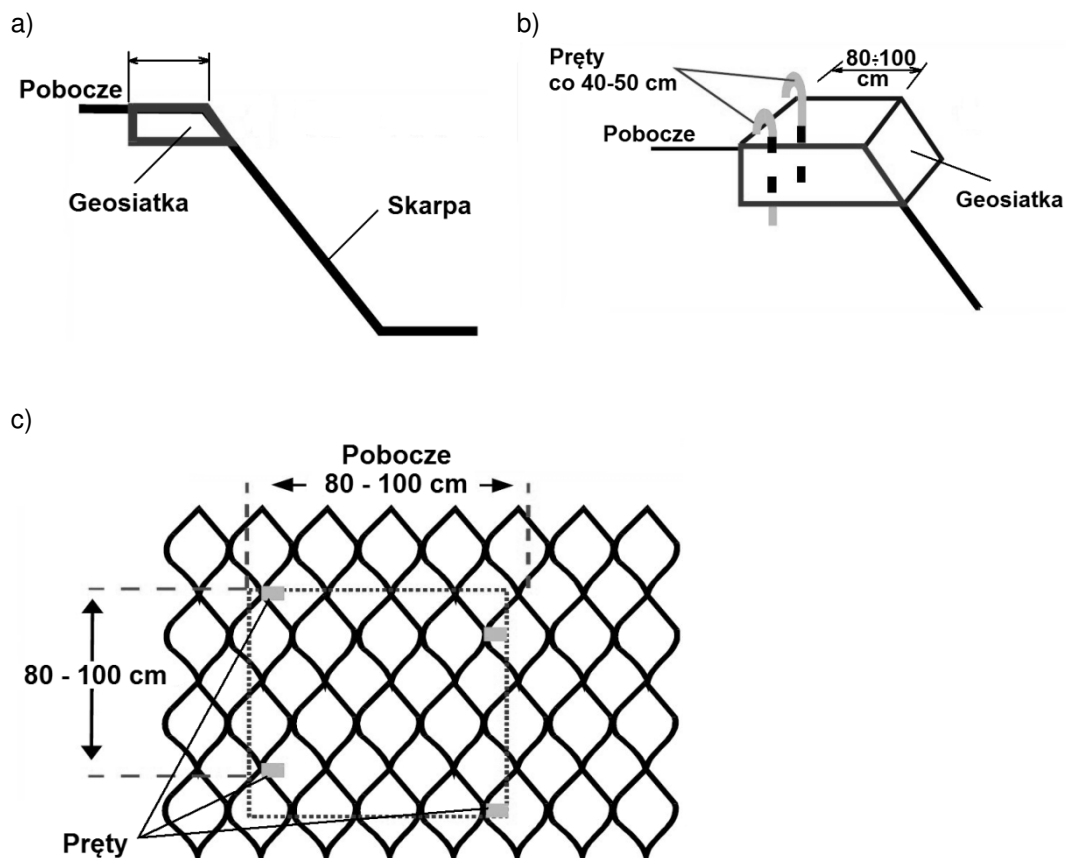 a)
Pobocze
Geosiatka
Skarpa
b)
Pręty
co 40-50 cm
80÷100
cm
Pobocze
Geosiatka
c)
Pobocze
80 - 100 cm
80 - 100 cm
Pręty